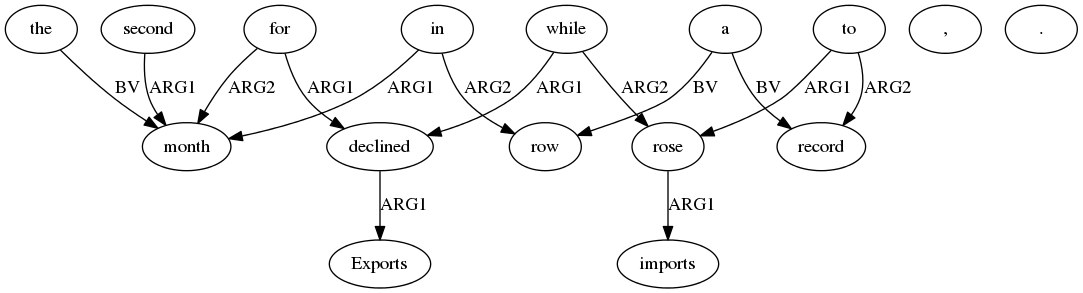 the second for in while a to , .
BV ARG1 ARG2 ARG1 ARG1 ARG2 ARG1 ARG2 BV BV ARG1 ARG2
month declined row rose record
ARG1 ARG1
Exports imports